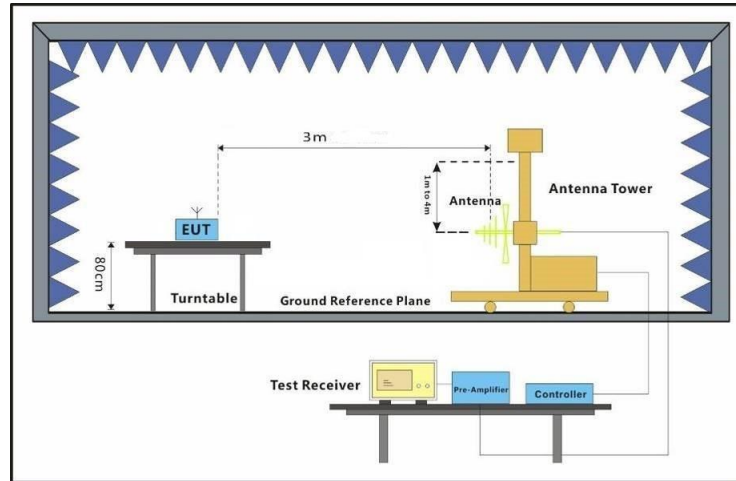 3m
1m to 4m
Antenna
Antenna Tower
EUT
80cm
Turntable
Ground Reference Plane
Test Receiver
Pre-Amplifier
Controller